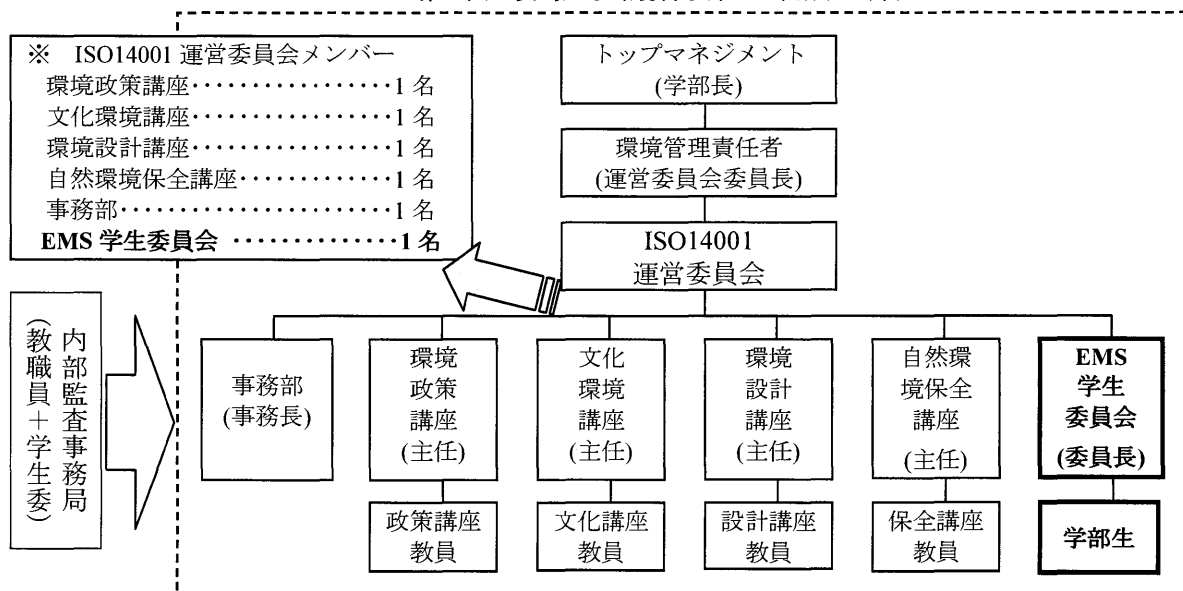 ※ ISO14001 運営委員会メンバー
環境政策講座・・・・・・・・・・・・・・・・・・1 名
文化環境講座・・・・・・・・・・・・・・・・・・1 名
環境設計講座・・・・・・・・・・・・・・・・・・1 名
自然環境保全講座・・・・・・・・・・・・・・1 名
事務部・・・・・・・・・・・・・・・・・・・・・・・・1 名
EMS 学生委員会 ・・・・・・・・・・・・・・1 名
トップマネジメント
(学部長)
環境管理責任者
(運営委員会委員長)
ISO14001
運営委員会
内部監査事務局
(教職員＋学生委)
事務部
(事務長)
環境
政策
講座
(主任)
文化
環境
講座
(主任)
環境
設計
講座
(主任)
自然環
境保全
講座
(主任)
EMS
学生
委員会
(委員長)
政策講座
教員
文化講座
教員
設計講座
教員
保全講座
教員
学部生